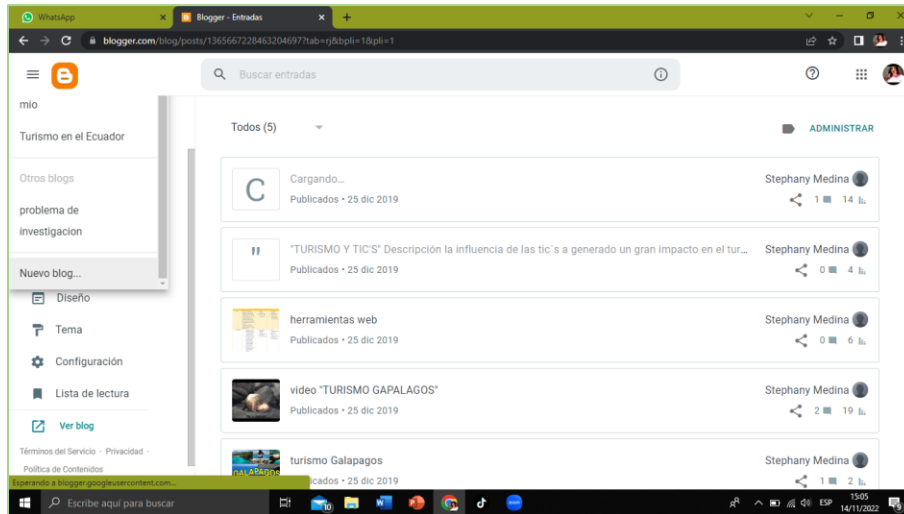 WhatsApp
Blogger - Entradas
blogger.com/blog/posts/1365667228463204697?tab=rj&bpli=1&pli=1
Buscar entradas
mio
Turismo en el Ecuador
Otros blogs
problema de
investigacion
Nuevo blog...
Diseño
Tema
Configuración
Lista de lectura
Ver blog
Términos del Servicio · Privacidad ·
Política de Contenidos
Esperando a blogger.googleusercontent.com...
Todos (5)
ADMINISTRAR
C
Cargando...
Publicados • 25 dic 2019
Stephany Medina
1 14
"
"TURISMO Y TIC'S" Descripción la influencia de las tic´s a generado un gran impacto en el tur...
Publicados • 25 dic 2019
Stephany Medina
0 4
herramientas web
Publicados • 25 dic 2019
Stephany Medina
0 6
video "TURISMO GAPALAGOS"
Publicados • 25 dic 2019
Stephany Medina
2 19
GALAPAGOS
turismo Galapagos
icados • 25 dic 2019
Stephany Medina
1 2
Escribe aquí para buscar
10
ESP
15:05
14/11/2022
9